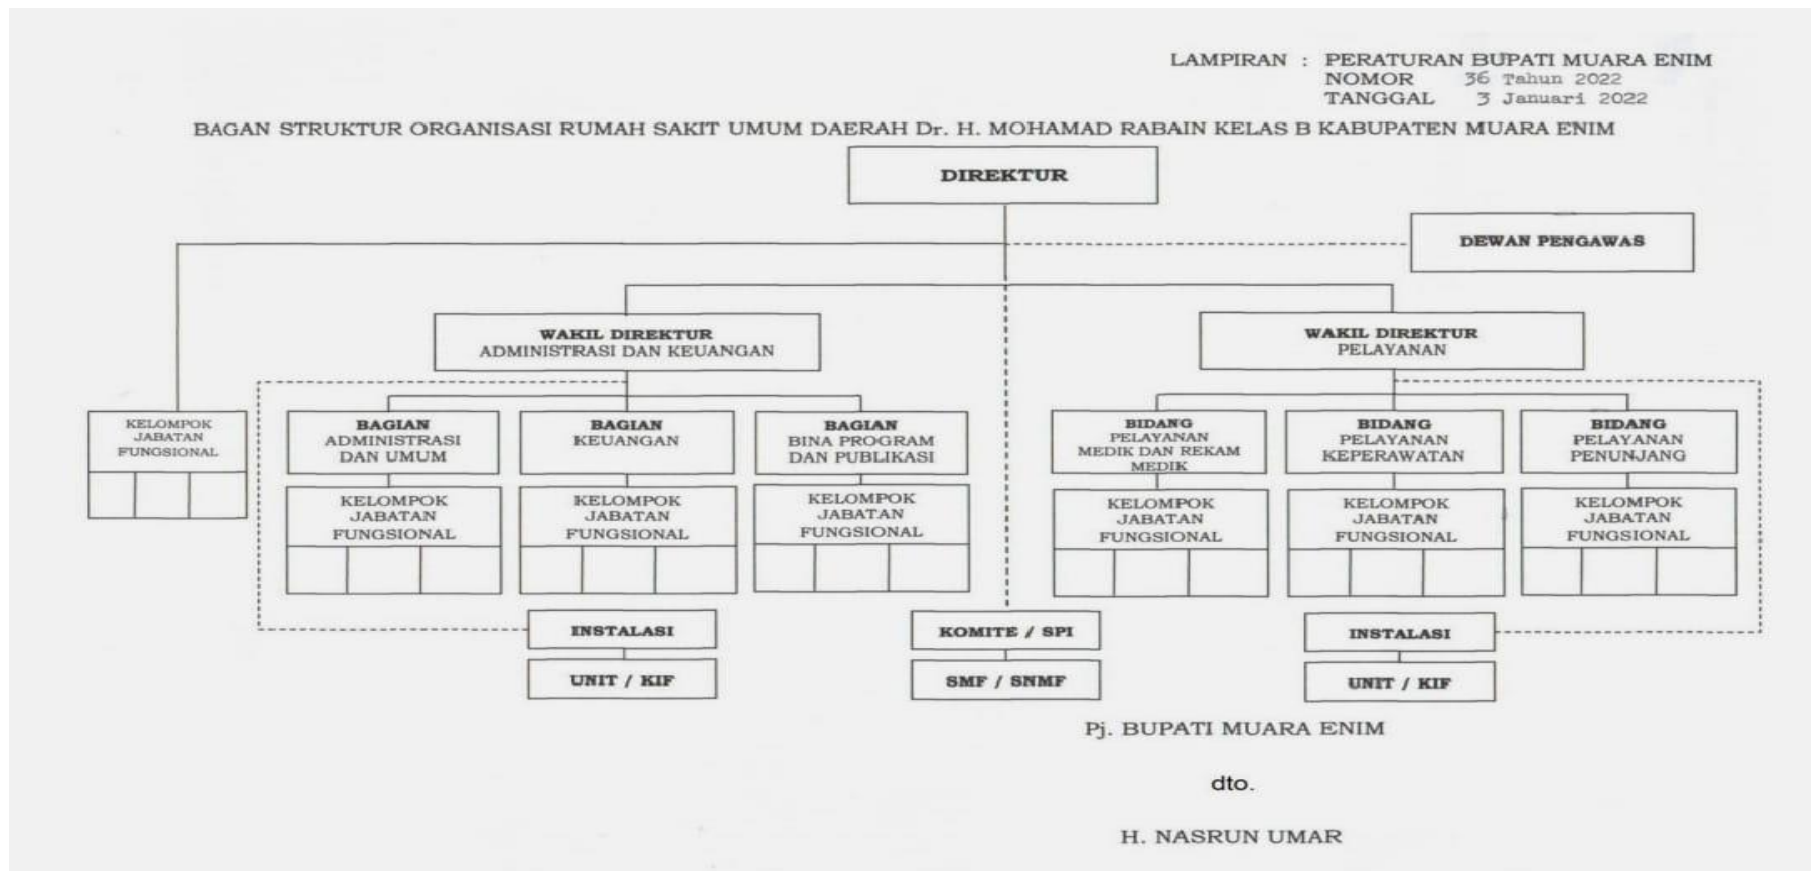 LAMPIRAN : PERATURAN BUPATI MUARA ENIM
NOMOR 36 Tahun 2022
TANGGAL 3 Januari 2022
BAGAN STRUKTUR ORGANISASI RUMAH SAKIT UMUM DAERAH Dr. H. MOHAMAD RABAIN KELAS B KABUPATEN MUARA ENIM
DIREKTUR
DEWAN PENGAWAS
WAKIL DIREKTUR
ADMINISTRASI DAN KEUANGAN
WAKIL DIREKTUR
PELAYANAN
KELOMPOK
JABATAN
FUNGSIONAL
BAGIAN
ADMINISTRASI
DAN UMUM
BAGIAN
KEUANGAN
BAGIAN
BINA PROGRAM
DAN PUBLIKASI
BIDANG
PELAYANAN
MEDIK DAN REKAM
MEDIK
BIDANG
PELAYANAN
KEPERAWATAN
BIDANG
PELAYANAN
PENUNJANG
KELOMPOK
JABATAN
FUNGSIONAL
KELOMPOK
JABATAN
FUNGSIONAL
KELOMPOK
JABATAN
FUNGSIONAL
KELOMPOK
JABATAN
FUNGSIONAL
KELOMPOK
JABATAN
FUNGSIONAL
KELOMPOK
JABATAN
FUNGSIONAL
INSTALASI
KOMITE / SPI
INSTALASI
UNIT / KIF
SMF / SNMF
UNIT / KIF
Pj. BUPATI MUARA ENIM
dto.
H. NASRUN UMAR